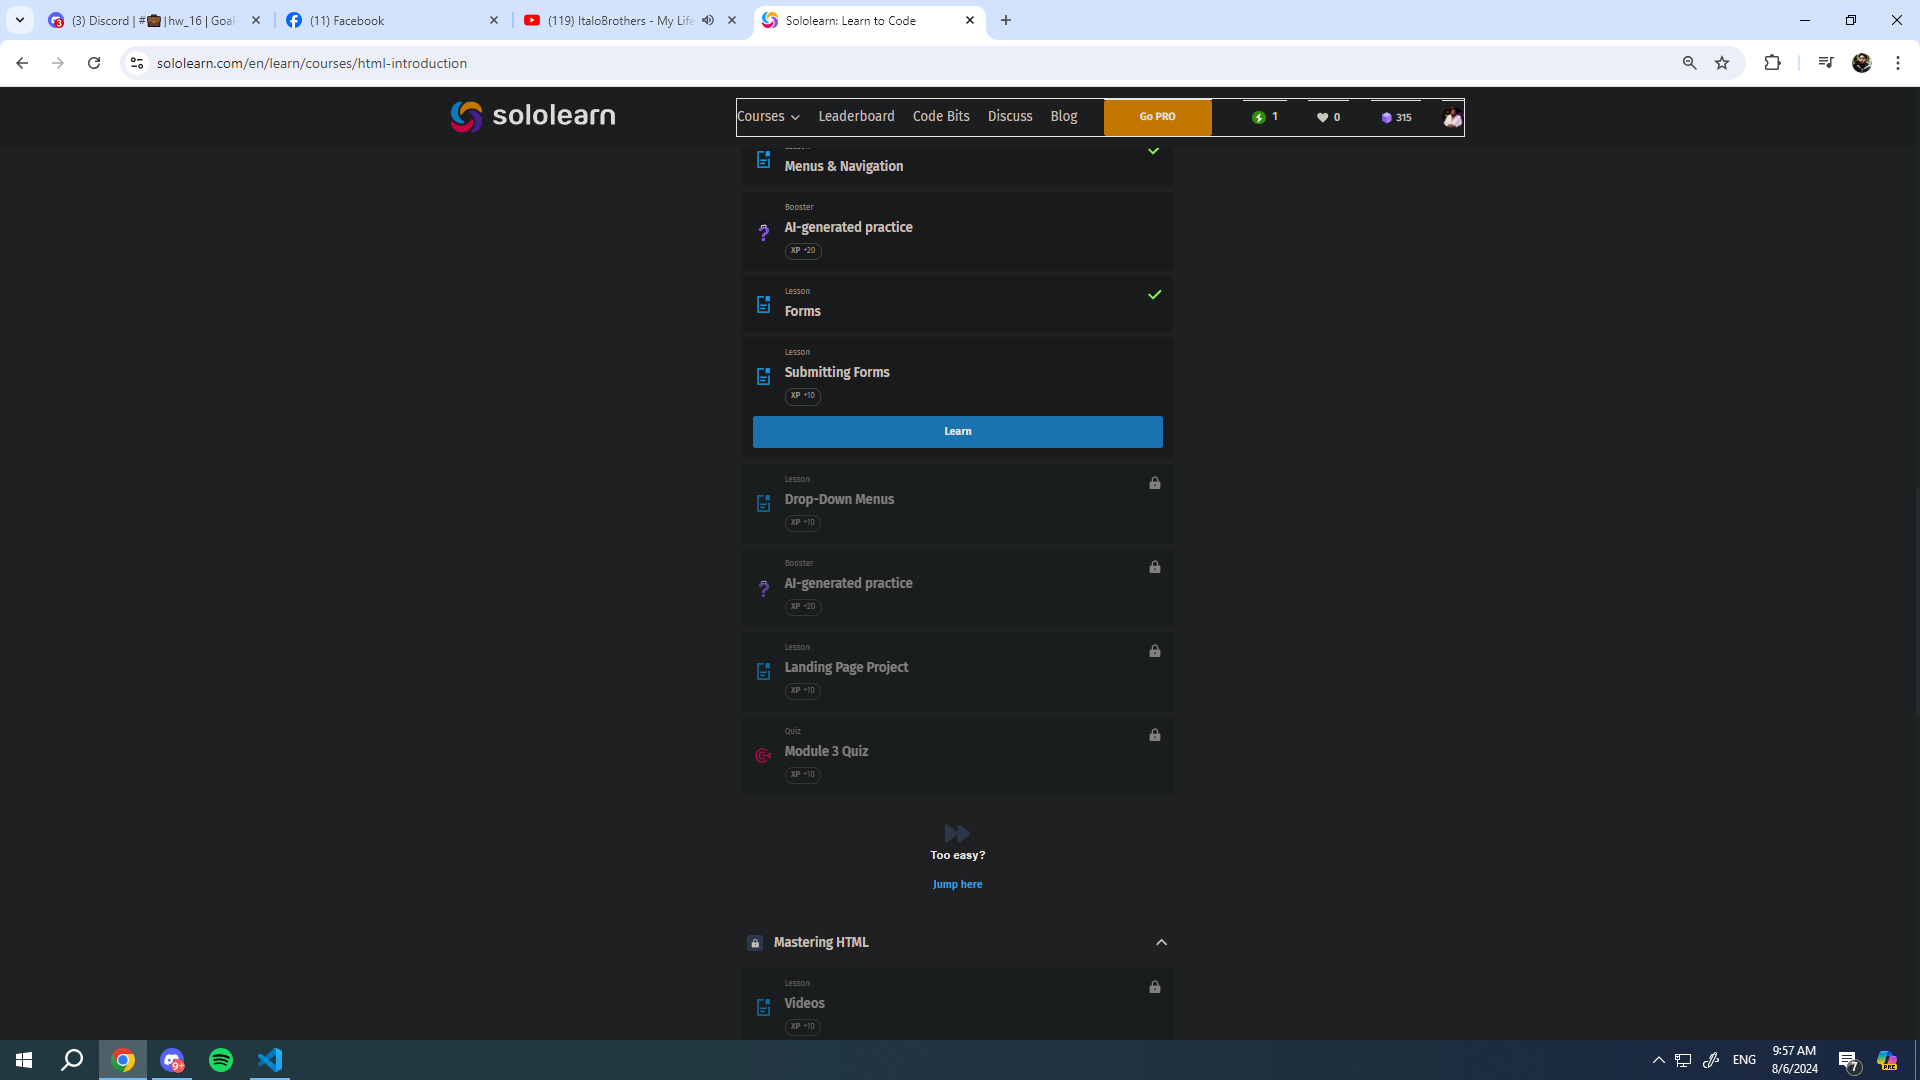 (3) Discord | #💼|hw_16 | Goal-
(11) Facebook
(119) ItaloBrothers - My Life
Sololearn: Learn to Code
sololearn.com/en/learn/courses/html-introduction
sololearn
Courses
Leaderboard
Code Bits
Discuss
Blog
Go PRO
1
0
315
Lesson
Menus & Navigation
Booster
AI-generated practice
XP +20
Lesson
Forms
Lesson
Submitting Forms
XP +10
Learn
Lesson
Drop-Down Menus
XP +10
Booster
AI-generated practice
XP +20
Lesson
Landing Page Project
XP +10
Quiz
Module 3 Quiz
XP +10
Too easy?
Jump here
Mastering HTML
Lesson
Videos
XP +10
9+
ENG
9:57 AM
8/6/2024
7
PRE